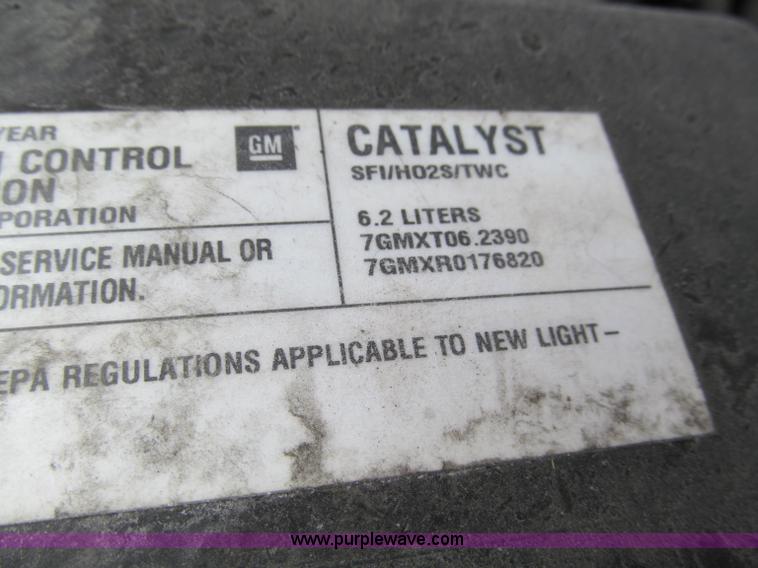 YEAR
CONTROL
ON
PORATION
SERVICE MANUAL OR
ORMATION.
GM
CATALYST
SFI/HO2S/TWC
6.2 LITERS
7GMXT06.2390
7GMXR0176820
EPA REGULATIONS APPLICABLE TO NEW LIGHT-
www.purplewave.com